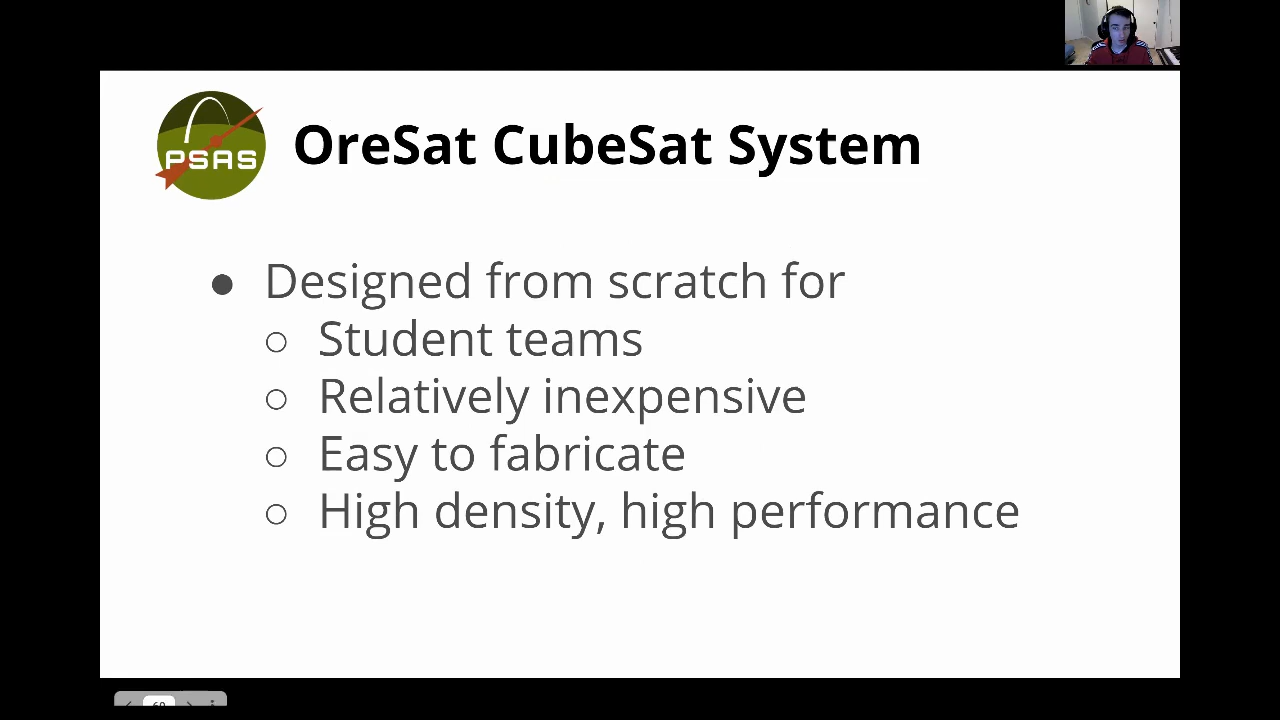 PSAS
OreSat CubeSat System
● Designed from scratch for
○ Student teams
○ Relatively inexpensive
○ Easy to fabricate
○ High density, high performance